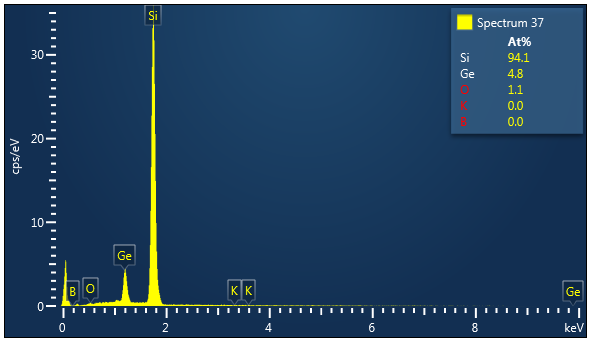 Si
Spectrum 37
At%
Si 94.1
Ge 4.8
O 1.1
0.0
0.0
30
20
cps/eV
10
Ge
B
O
K
K
Ge
0
0
2
4
6
8
keV